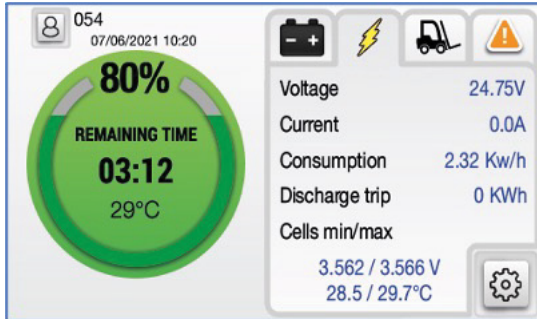 054
07/06/2021 10:20
80%
REMAINING TIME
03:12
29°C
- +
Voltage 24.75V
Current 0.0A
Consumption 2.32 Kw/h
Discharge trip 0 KWh
Cells min/max
3.562 / 3.566 V
28.5 / 29.7°C